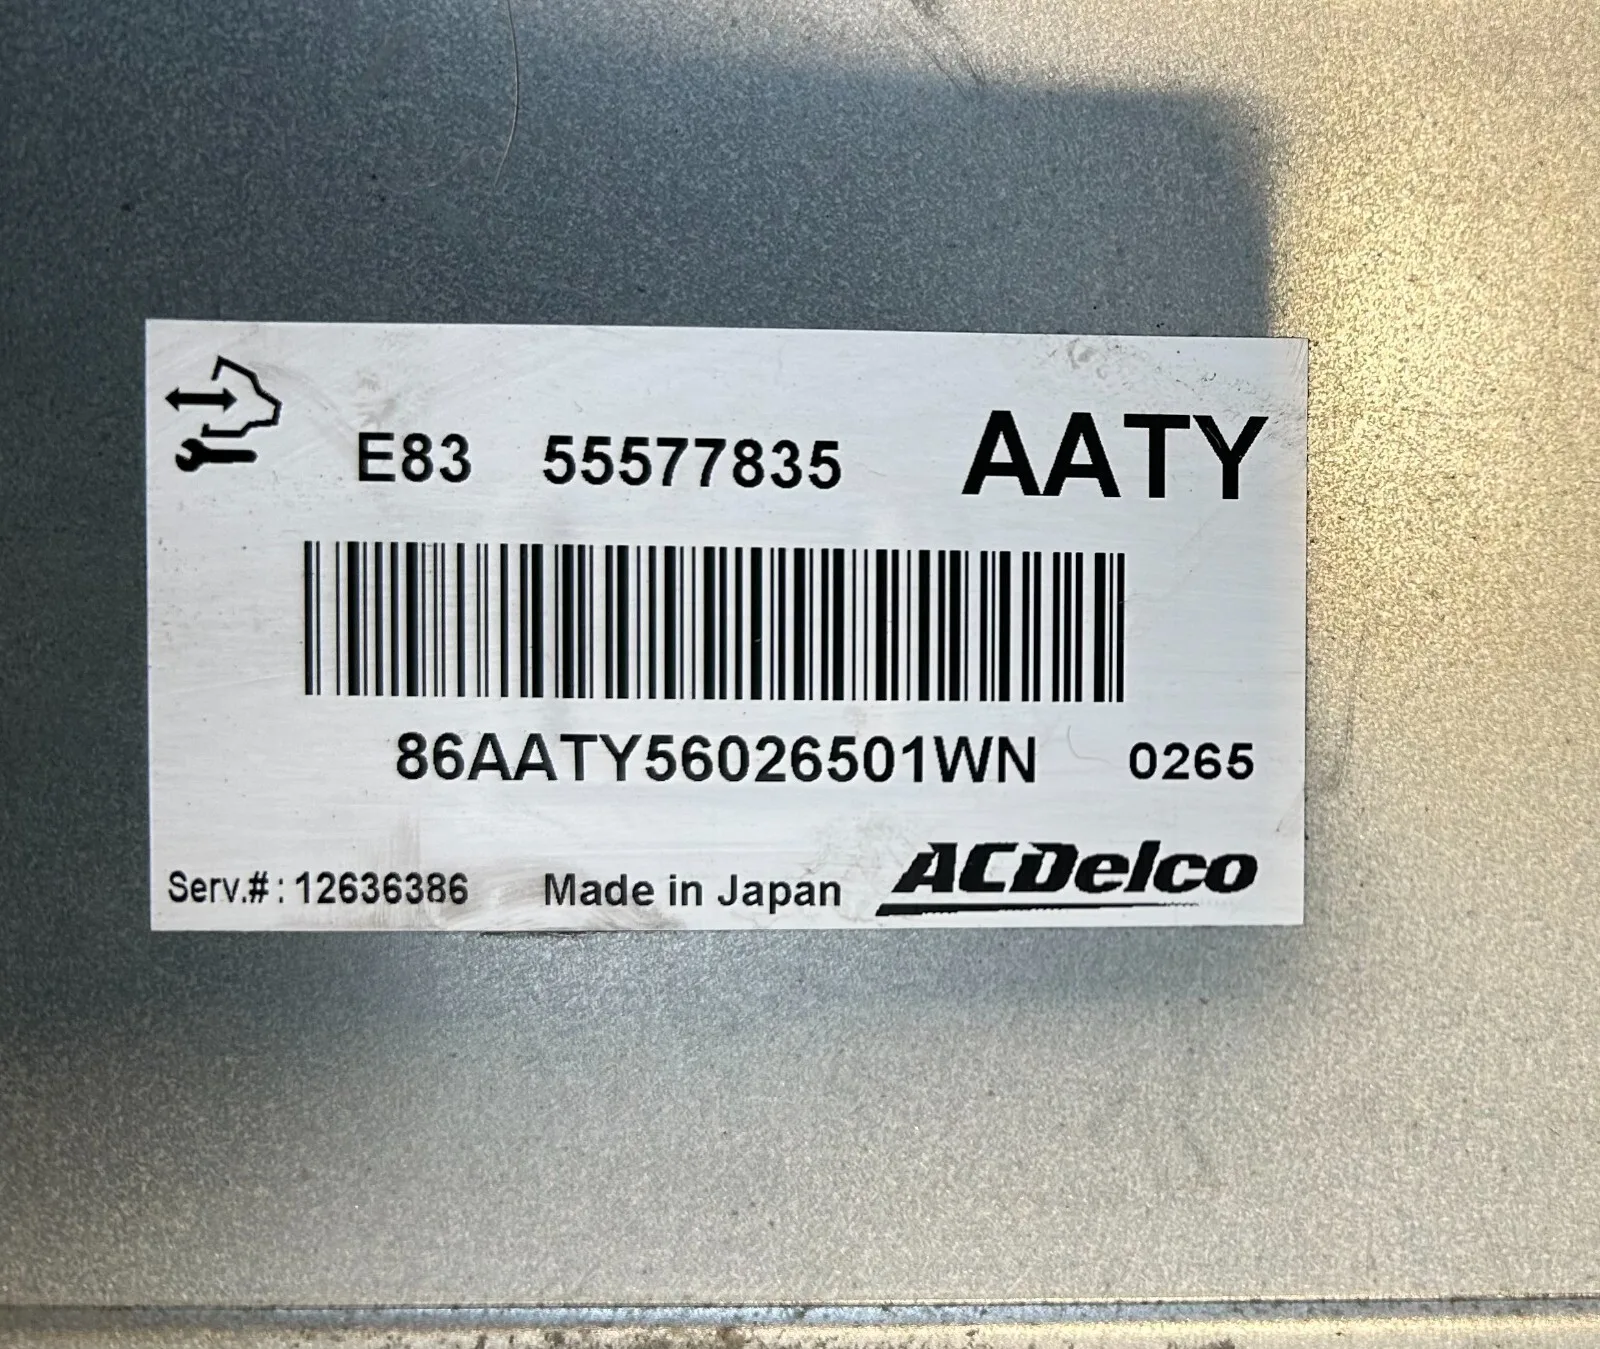 E83 55577835 AATY
86AATY56026501WN 0265
Serv.#: 12636386 Made in Japan ACDelco